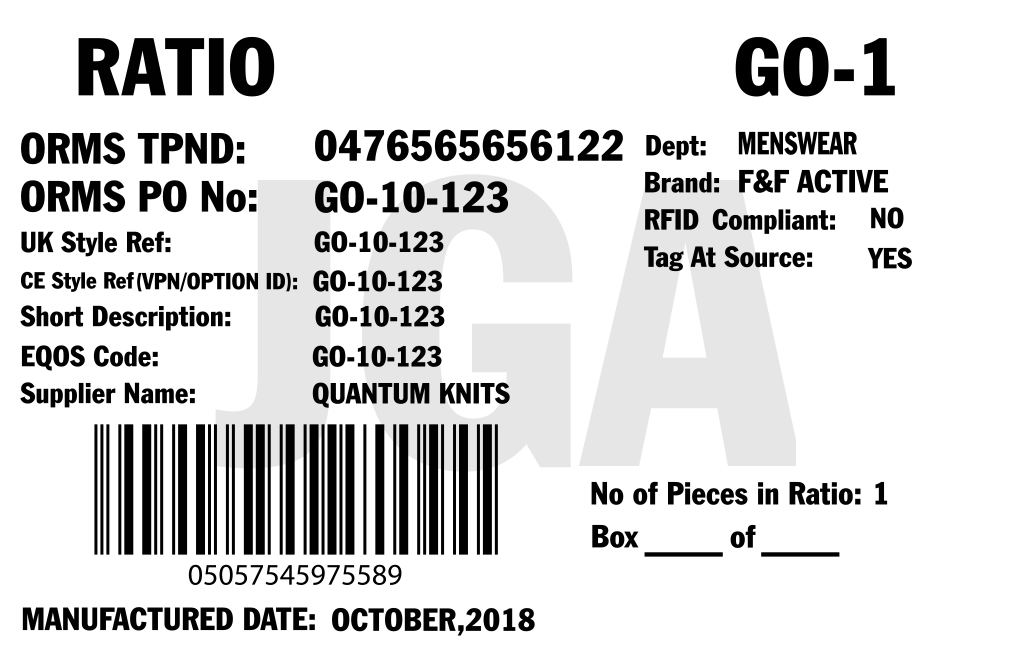 RATIO GO-1
ORMS TPND: 0476565656122
ORMS PO No: GO-10-123
UK Style Ref: GO-10-123
CE Style Ref(VPN/OPTION ID): GO-10-123
Short Description: GO-10-123
EQOS Code: GO-10-123
Supplier Name: QUANTUM KNITS
Dept: MENSWEAR
Brand: F&F ACTIVE
RFID Compliant: NO
Tag At Source: YES
JGA
No of Pieces in Ratio: 1
Box _____ of _____
05057545975589
MANUFACTURED DATE: OCTOBER,2018